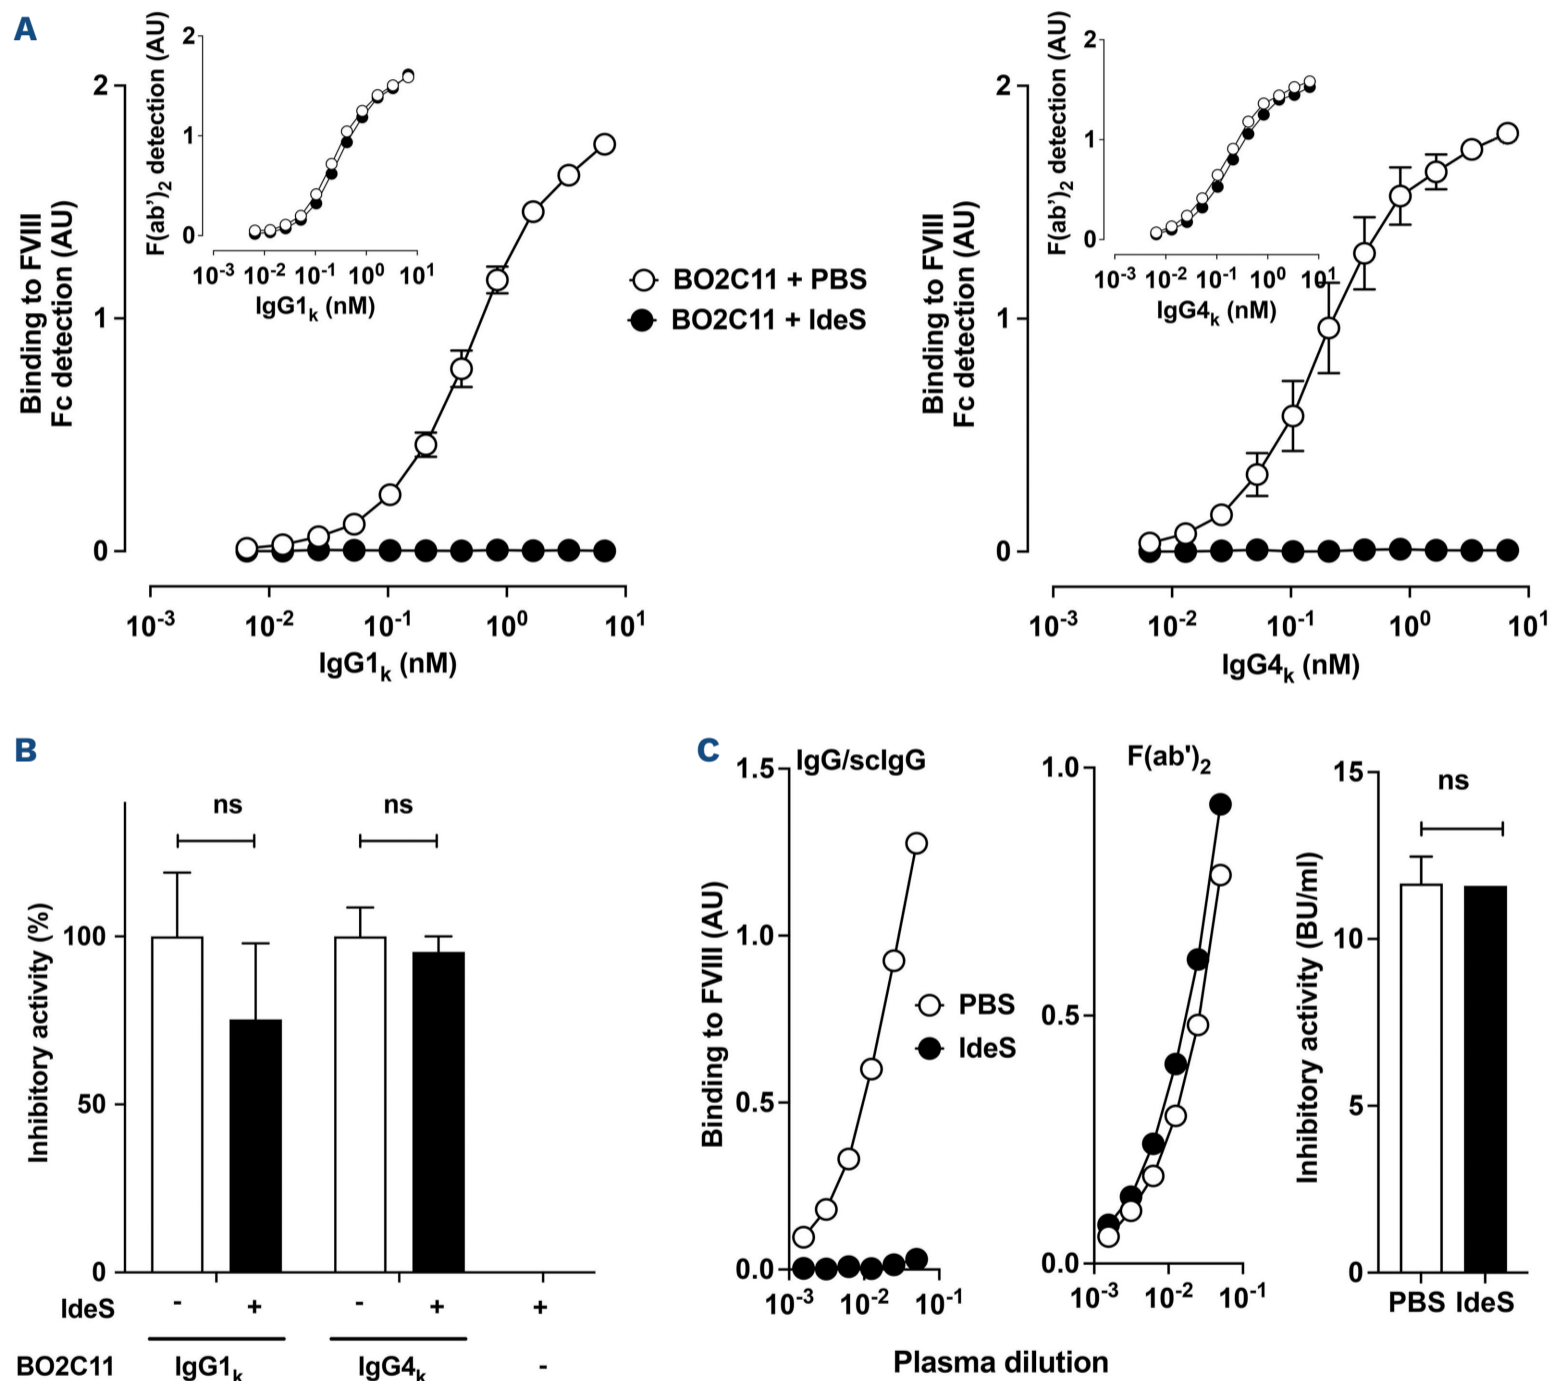 A
Binding to FVIII
Fc detection (AU)
2
1
0
10-3 10-2 10-1 100 101
IgG1k (nM)
F(ab')2 detection (AU)
2
1
0
10-3 10-2 10-1 100 101
IgG1k (nM)
BO2C11 + PBS
BO2C11 + IdeS
Binding to FVIII
Fc detection (AU)
2
1
0
10-3 10-2 10-1 100 101
IgG4k (nM)
F(ab')2 detection (AU)
2
1
0
10-3 10-2 10-1 100 101
IgG4k (nM)
B
Inhibitory activity (%)
100
50
0
ns ns
IdeS - + - + +
BO2C11 IgG1k IgG4k -
C
IgG/scIgG
Binding to FVIII (AU)
1.5
1.0
0.5
0.0
10-3 10-2 10-1
PBS
IdeS
F(ab')2
1.0
0.5
0.0
10-3 10-2 10-1
Plasma dilution
Inhibitory activity (BU/ml)
15
10
5
0
ns
PBS IdeS